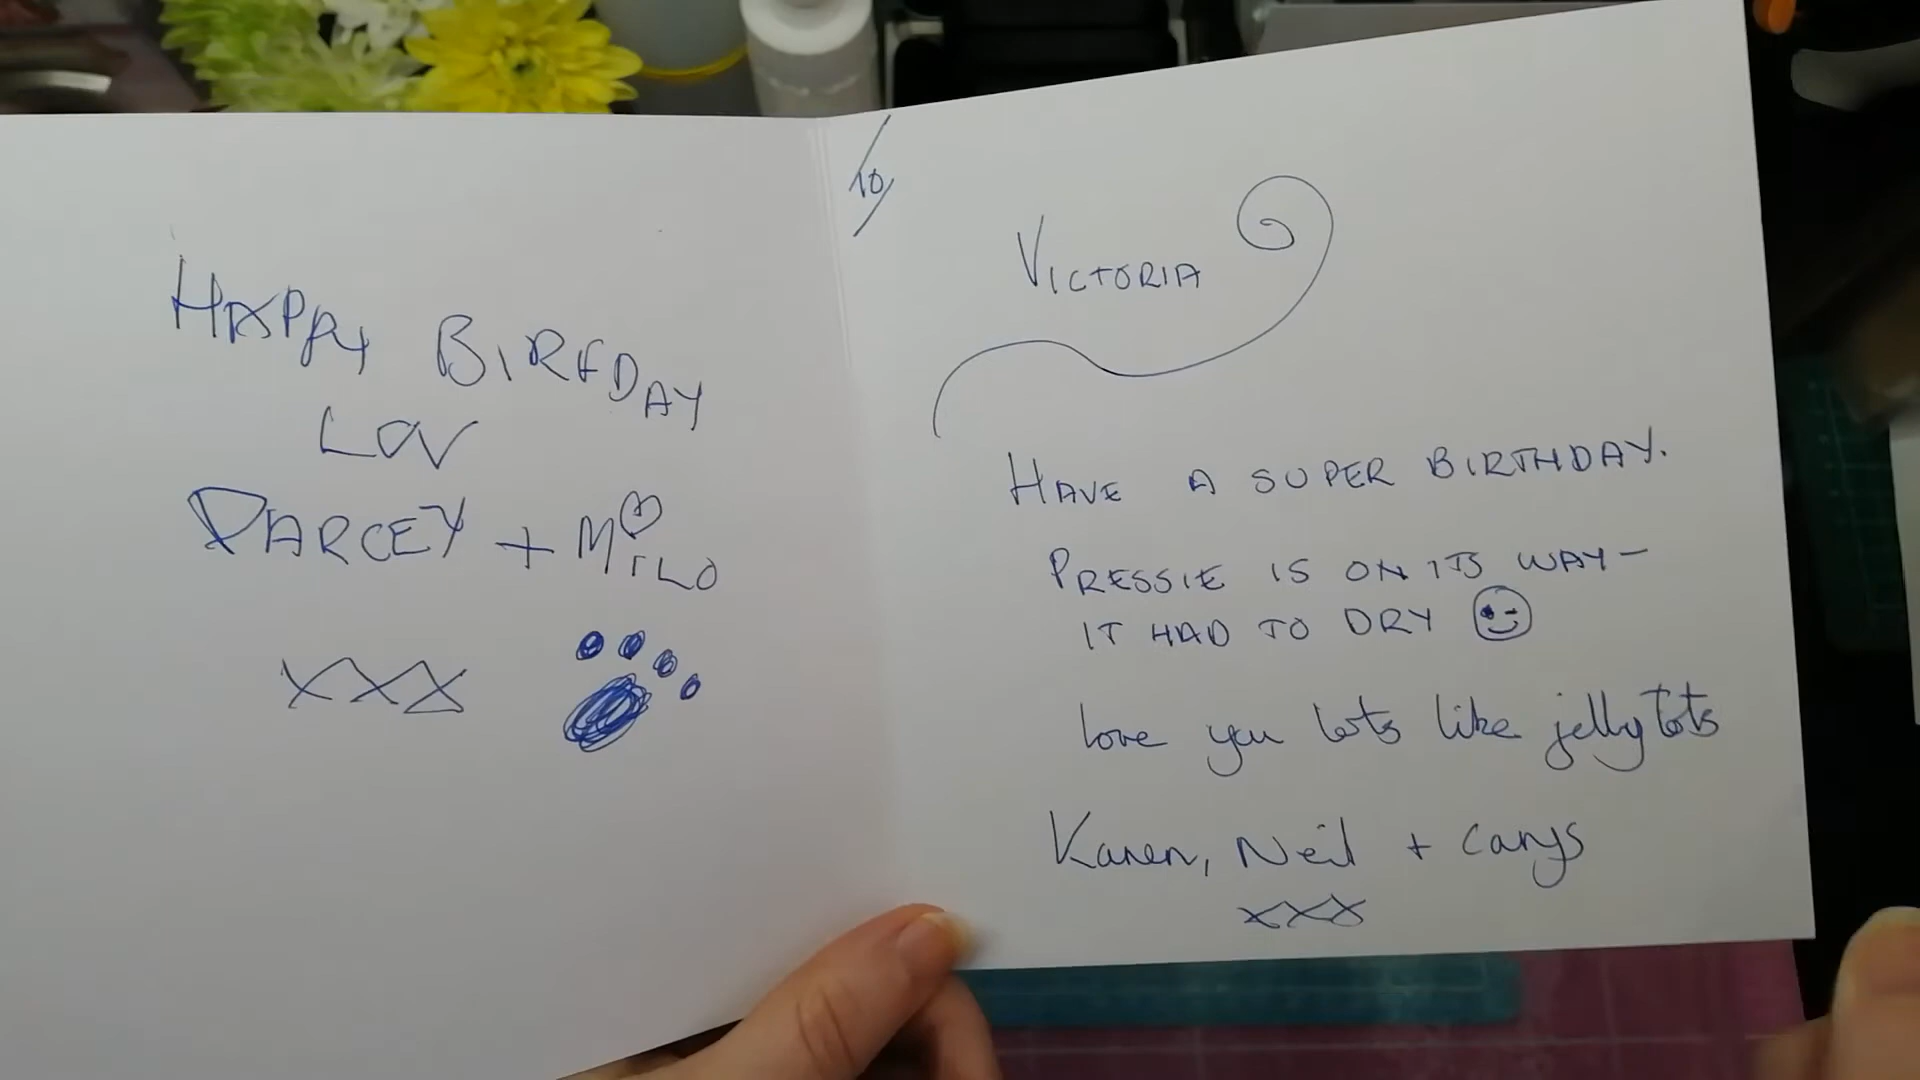 HAPPY BIRFDAY
LOV
DARCEY + MILO
XXX
10
VICTORIA
HAVE A SUPER BIRTHDAY.
PRESSIE IS ON ITS WAY -
IT HAD TO DRY
love you lots like jelly tots
Karen, Neil + Carys
xxx